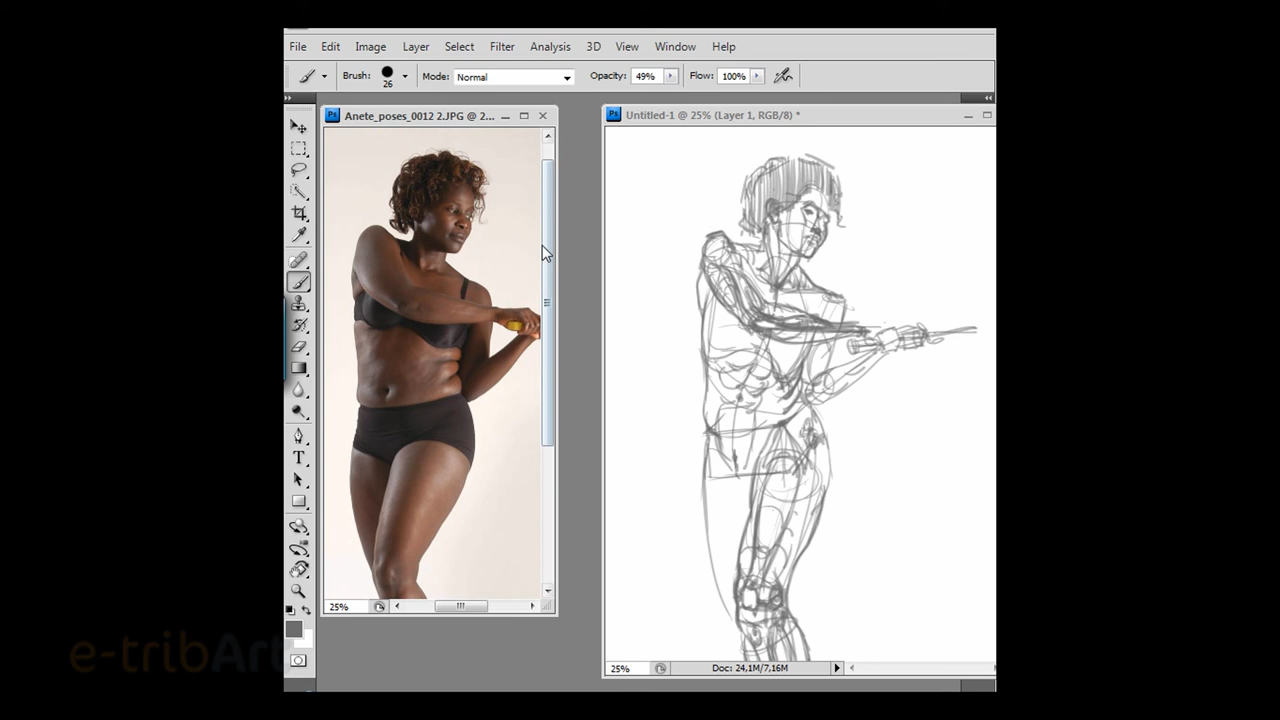 File Edit Image Layer Select Filter Analysis 3D View Window Help
Brush: 26 Mode: Normal Opacity: 49% Flow: 100%
Ps Anete_poses_0012 2.JPG @ 2...
Ps Untitled-1 @ 25% (Layer 1, RGB/8) *
T
25%
e-tribArt
25% Doc: 24,1M/7,16M